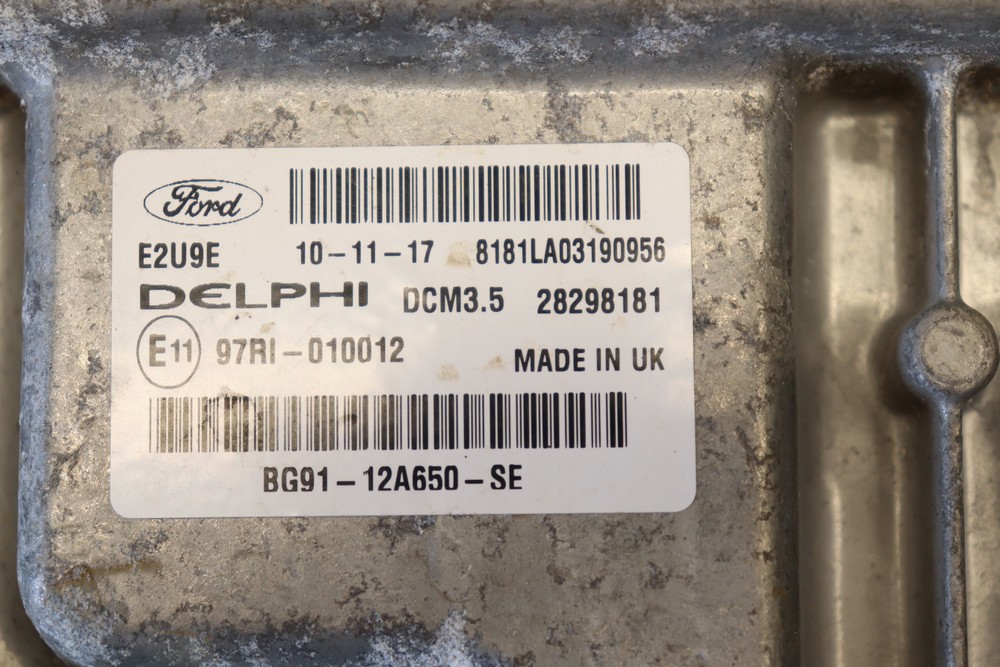 Ford
E2U9E 10-11-17 8181LA03190956
DELPHI DCM3.5 28298181
E11 97RI-010012 MADE IN UK
BG91-12A650-SE